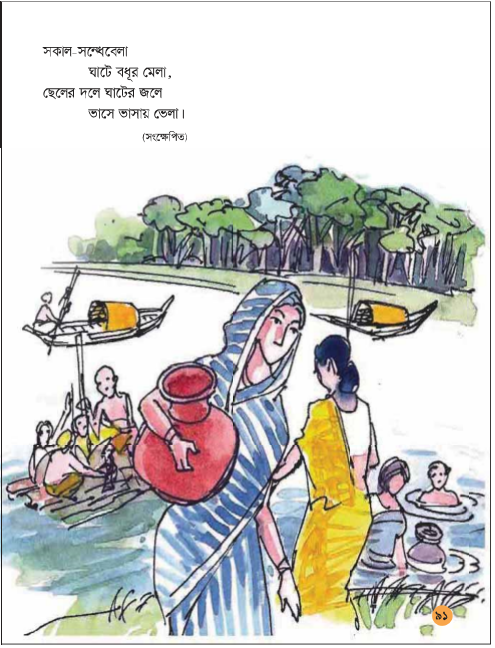 সকাল-সন্ধেবেলা
ঘাটে বধূর মেলা,
ছেলের দলে ঘাটের জলে
ভাসে ভাসায় ভেলা।
(সংক্ষেপিত)
৯১